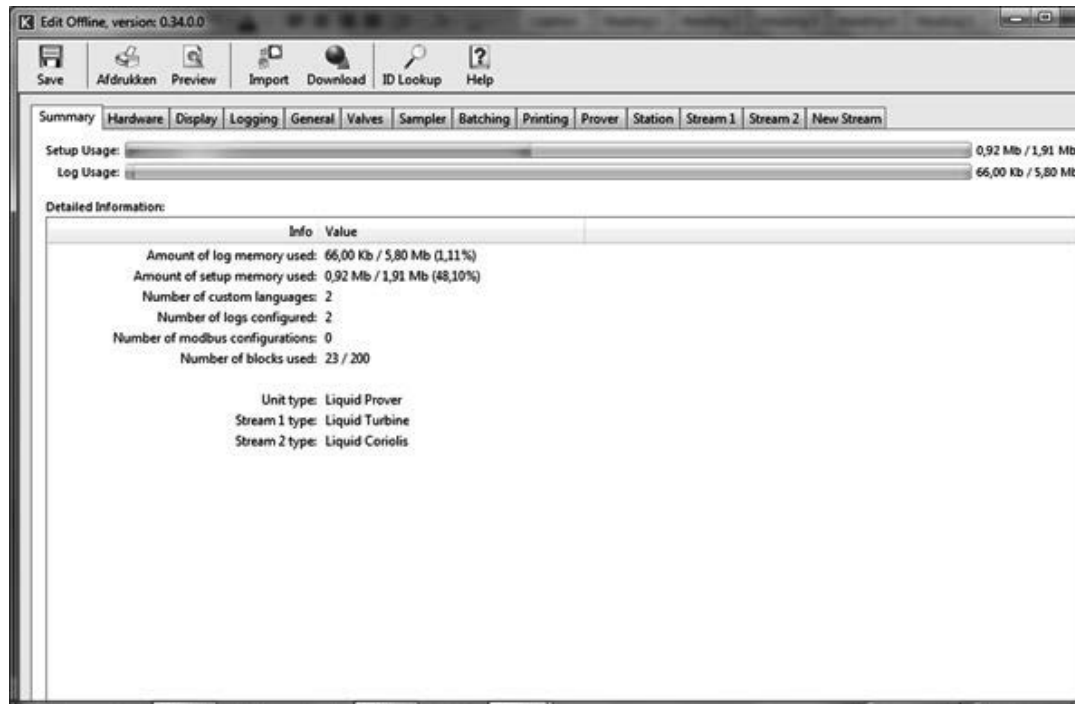 Edit Offline, version: 0.34.0.0
Save Afdrukken Preview Import Download ID Lookup Help
Summary Hardware Display Logging General Valves Sampler Batching Printing Prover Station Stream 1 Stream 2 New Stream
Setup Usage: 0,92 Mb / 1,91 Mb
Log Usage: 66,00 Kb / 5,80 Mb
Detailed Information:
Info Value
Amount of log memory used: 66,00 Kb / 5,80 Mb (1,11%)
Amount of setup memory used: 0,92 Mb / 1,91 Mb (48,10%)
Number of custom languages: 2
Number of logs configured: 2
Number of modbus configurations: 0
Number of blocks used: 23 / 200
Unit type: Liquid Prover
Stream 1 type: Liquid Turbine
Stream 2 type: Liquid Coriolis